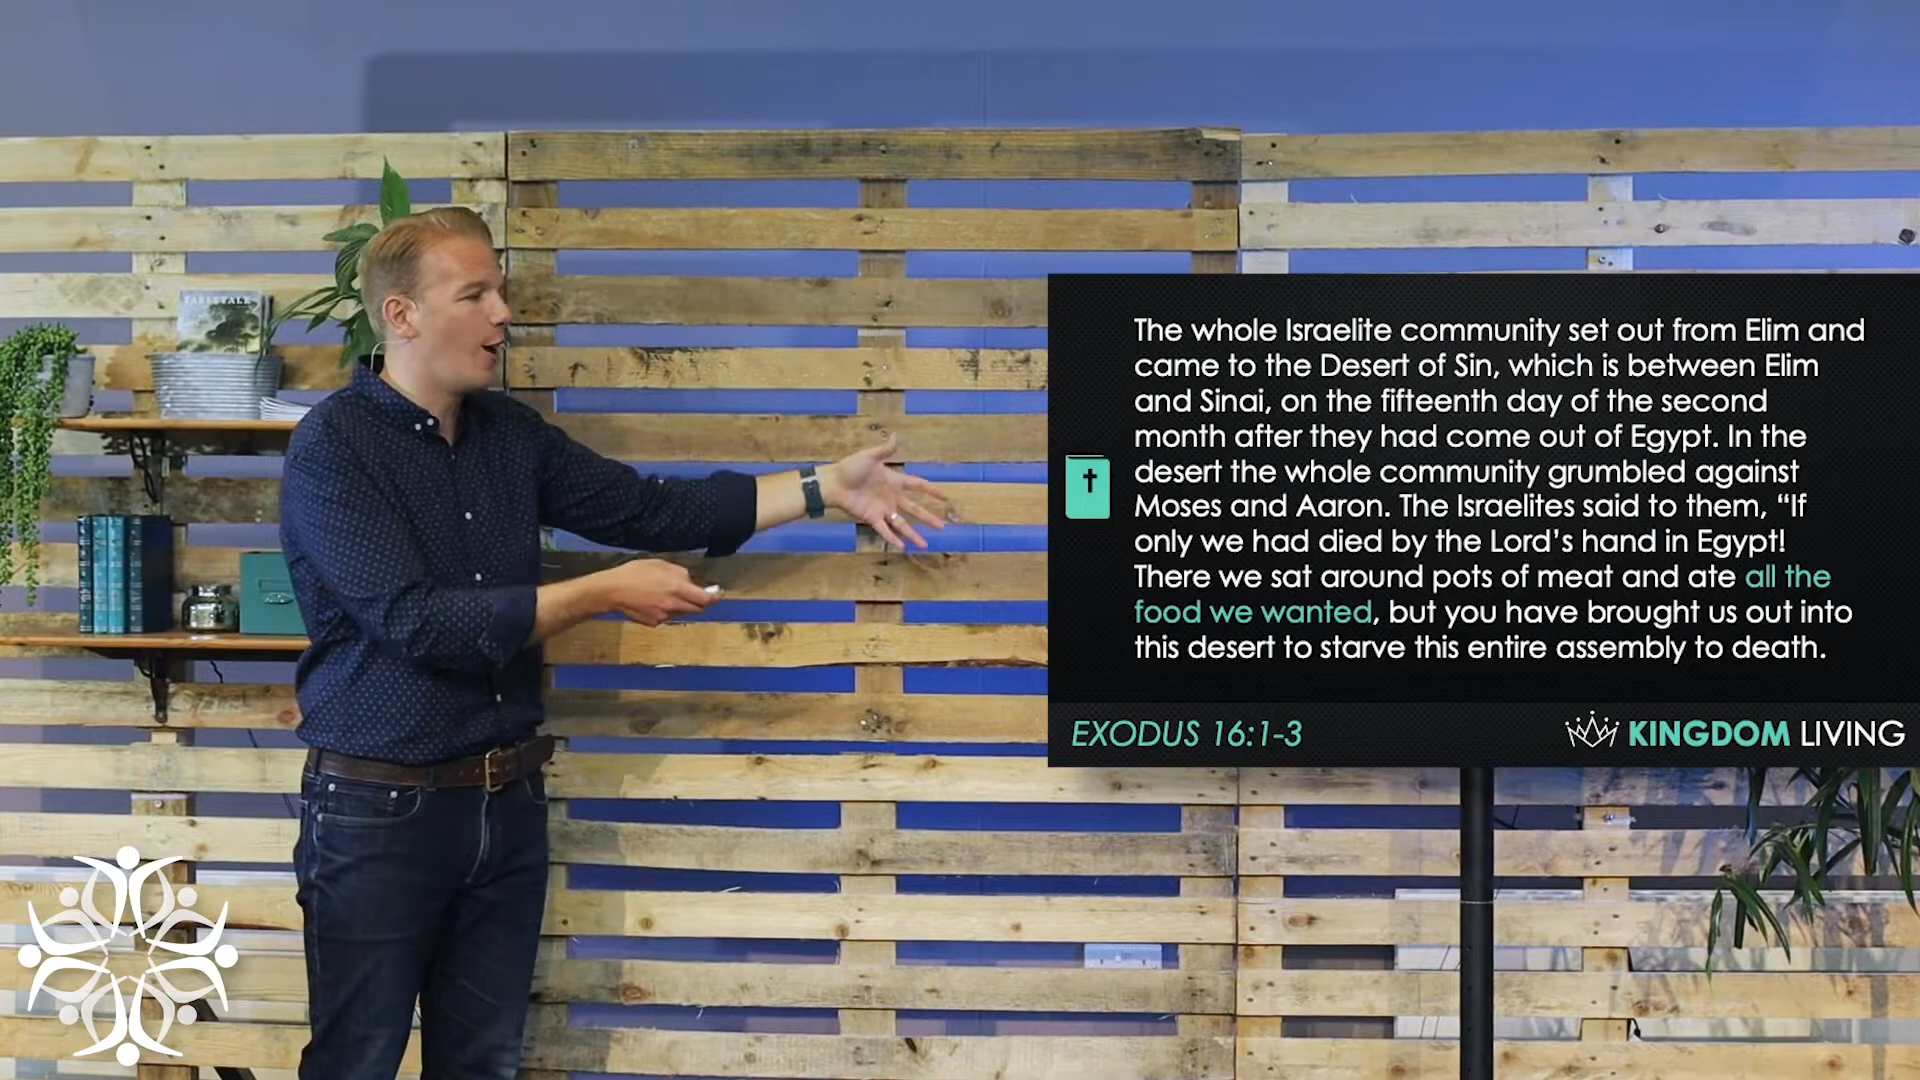 TABLETALK
The whole Israelite community set out from Elim and
came to the Desert of Sin, which is between Elim
and Sinai, on the fifteenth day of the second
month after they had come out of Egypt. In the
desert the whole community grumbled against
Moses and Aaron. The Israelites said to them, “If
only we had died by the Lord’s hand in Egypt!
There we sat around pots of meat and ate all the
food we wanted, but you have brought us out into
this desert to starve this entire assembly to death.
EXODUS 16:1-3
KINGDOM LIVING